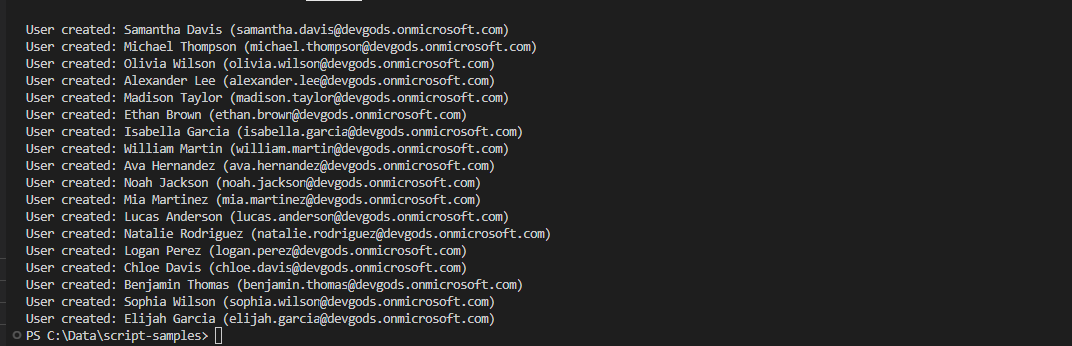 User created: Samantha Davis (samantha.davis@devgods.onmicrosoft.com)
User created: Michael Thompson (michael.thompson@devgods.onmicrosoft.com)
User created: Olivia Wilson (olivia.wilson@devgods.onmicrosoft.com)
User created: Alexander Lee (alexander.lee@devgods.onmicrosoft.com)
User created: Madison Taylor (madison.taylor@devgods.onmicrosoft.com)
User created: Ethan Brown (ethan.brown@devgods.onmicrosoft.com)
User created: Isabella Garcia (isabella.garcia@devgods.onmicrosoft.com)
User created: William Martin (william.martin@devgods.onmicrosoft.com)
User created: Ava Hernandez (ava.hernandez@devgods.onmicrosoft.com)
User created: Noah Jackson (noah.jackson@devgods.onmicrosoft.com)
User created: Mia Martinez (mia.martinez@devgods.onmicrosoft.com)
User created: Lucas Anderson (lucas.anderson@devgods.onmicrosoft.com)
User created: Natalie Rodriguez (natalie.rodriguez@devgods.onmicrosoft.com)
User created: Logan Perez (logan.perez@devgods.onmicrosoft.com)
User created: Chloe Davis (chloe.davis@devgods.onmicrosoft.com)
User created: Benjamin Thomas (benjamin.thomas@devgods.onmicrosoft.com)
User created: Sophia Wilson (sophia.wilson@devgods.onmicrosoft.com)
User created: Elijah Garcia (elijah.garcia@devgods.onmicrosoft.com)
PS C:\Data\script-samples>